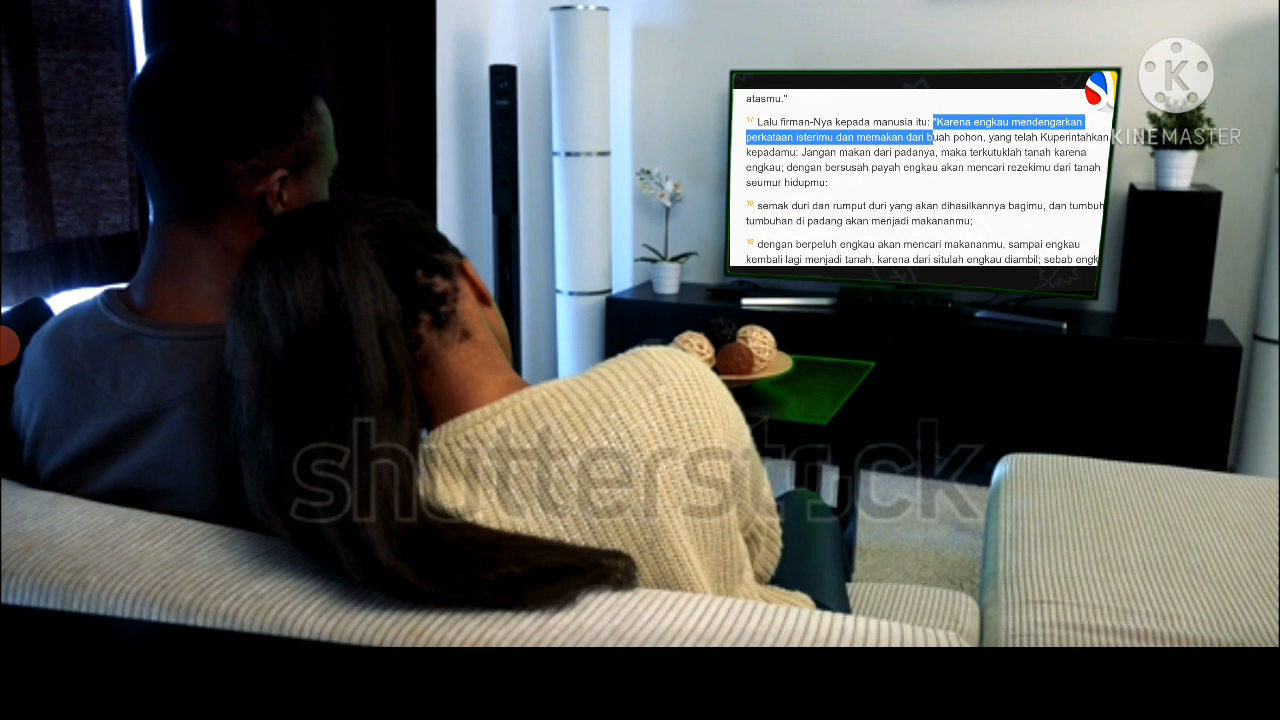 atasmu."
17 Lalu firman-Nya kepada manusia itu: "Karena engkau mendengarkan
perkataan isterimu dan memakan dari buah pohon, yang telah Kuperintahkan
kepadamu: Jangan makan dari padanya, maka terkutuklah tanah karena
engkau; dengan bersusah payah engkau akan mencari rezekimu dari tanah
seumur hidupmu:
18 semak duri dan rumput duri yang akan dihasilkannya bagimu, dan tumbuh
tumbuhan di padang akan menjadi makananmu;
19 dengan berpeluh engkau akan mencari makananmu, sampai engkau
kembali lagi menjadi tanah, karena dari situlah engkau diambil; sebab engk
K
KINEMASTER
shutterstock